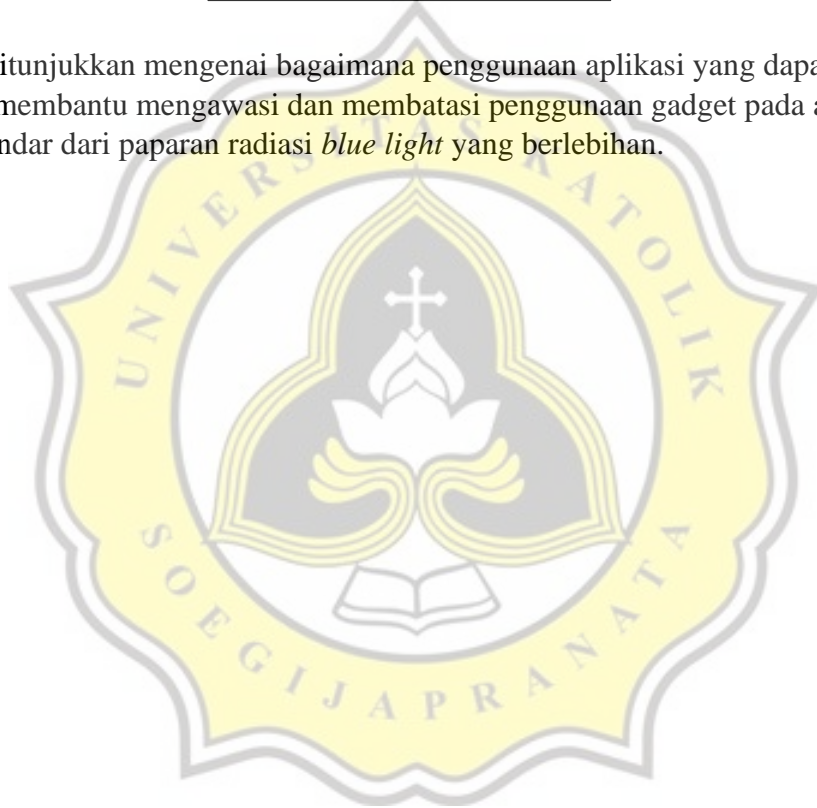 itunjukkan mengenai bagaimana penggunaan aplikasi yang dapa
membantu mengawasi dan membatasi penggunaan gadget pada a
ndar dari paparan radiasi blue light yang berlebihan.
UNIVERSITAS KATOLIK
SOEGIJAPRANATA